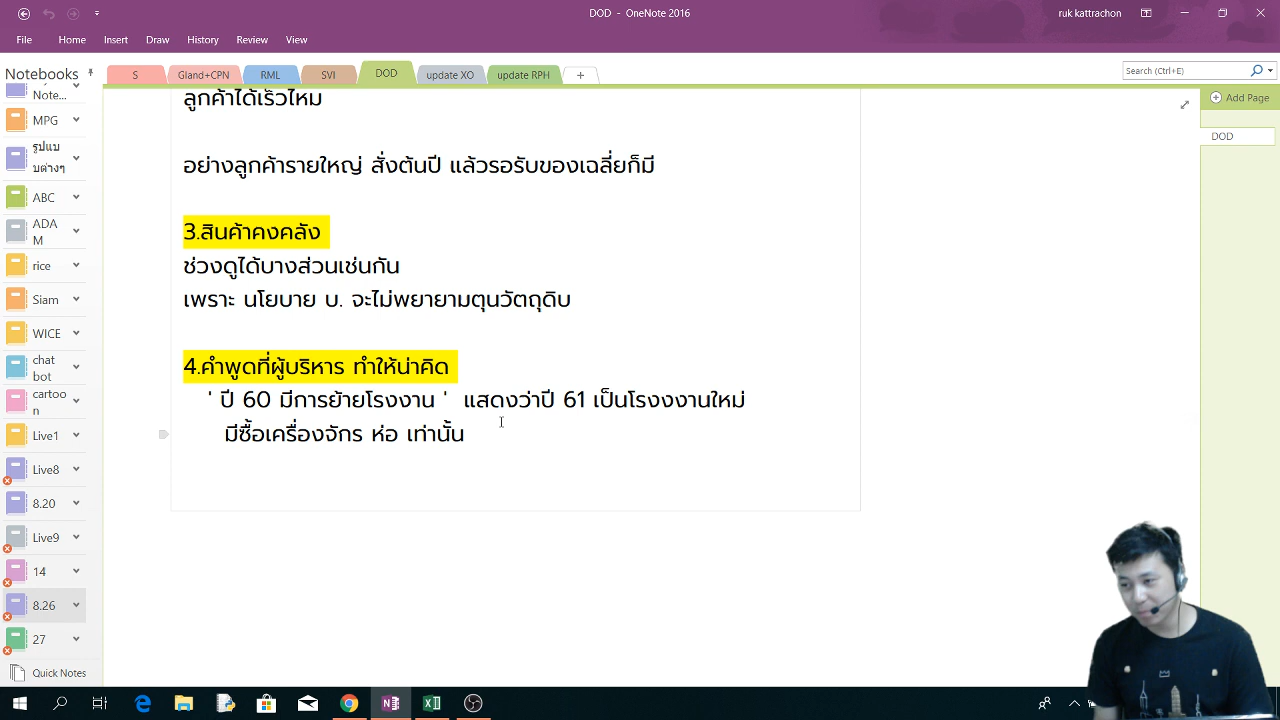 DOD - OneNote 2016
ruk kattrachon
File Home Insert Draw History Review View
Notebooks
S Gland+CPN RML SVI DOD update XO update RPH
Search (Ctrl+E)
Add Page
DOD
Note...
MPG
รูปแบ
บต่างๆ
ABC
ADA
M
rice
Siam
WICE
chat
bot
cartoo
n
Live1
Live8
8.20
Live9
14
8.26
27
Quick Notes
ลูกค้าได้เร็วไหม
อย่างลูกค้ารายใหญ่ สั่งต้นปี แล้วรอรับของเฉลี่ยก็มี
3.สินค้าคงคลัง
ช่วงดูได้บางส่วนเช่นกัน
เพราะ นโยบาย บ. จะไม่พยายามตุนวัตถุดิบ
4.คำพูดที่ผู้บริหาร ทำให้น่าคิด
' ปี 60 มีการย้ายโรงงาน ' แสดงว่าปี 61 เป็นโรงงงานใหม่
มีซื้อเครื่องจักร ห่อ เท่านั้น